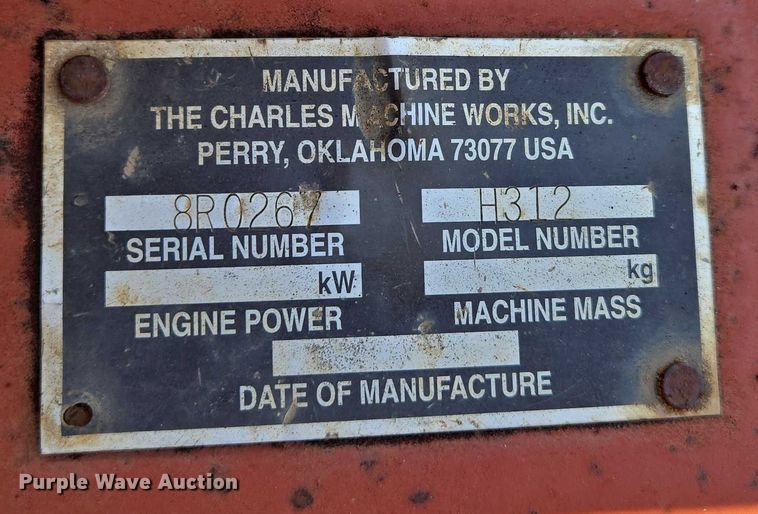 MANUFACTURED BY
THE CHARLES MACHINE WORKS, INC.
PERRY, OKLAHOMA 73077 USA
8R0267 H312
SERIAL NUMBER MODEL NUMBER
kW kg
ENGINE POWER MACHINE MASS
DATE OF MANUFACTURE
Purple Wave Auction